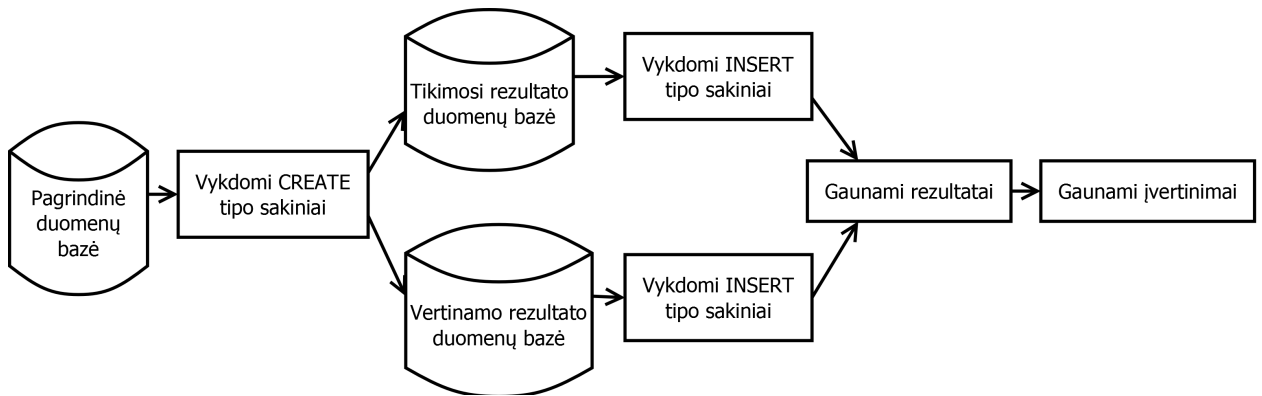 Pagrindinė
duomenų
bazė
Vykdomi CREATE
tipo sakiniai
Tikimosi rezultato
duomenų bazė
Vykdomi INSERT
tipo sakiniai
Vertinamo rezultato
duomenų bazė
Vykdomi INSERT
tipo sakiniai
Gaunami rezultatai
Gaunami įvertinimai